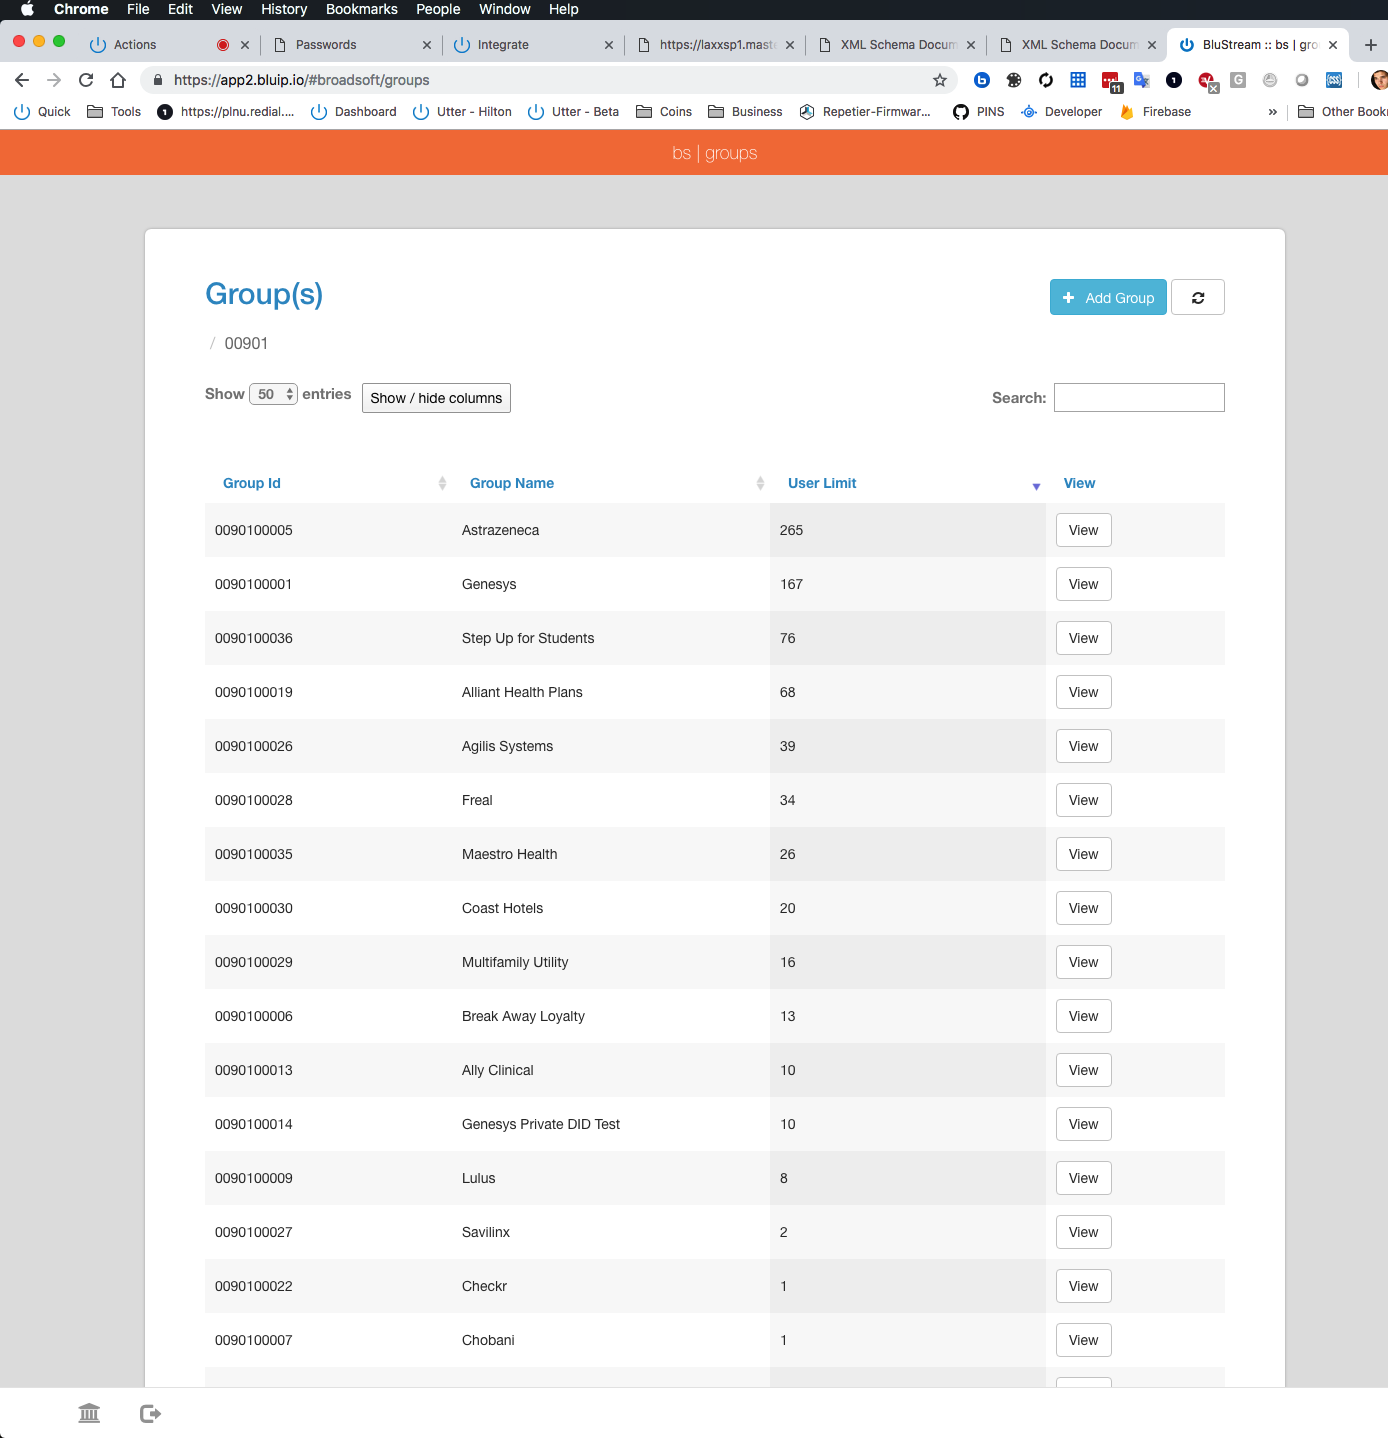 Chrome File Edit View History Bookmarks People Window Help
Actions Passwords Integrate https://laxxsp1.mast XML Schema Docum XML Schema Docum BluStream :: bs | gro
https://app2.bluip.io/#broadsoft/groups
11
Quick Tools https://plnu.redial.... Dashboard Utter - Hilton Utter - Beta Coins Business Repetier-Firmwar... PINS Developer Firebase » Other Book
bs | groups
Group(s)
+ Add Group
/ 00901
Show 50 entries Show / hide columns Search:
Group Id Group Name User Limit View
0090100005 Astrazeneca 265 View
0090100001 Genesys 167 View
0090100036 Step Up for Students 76 View
0090100019 Alliant Health Plans 68 View
0090100026 Agilis Systems 39 View
0090100028 Freal 34 View
0090100035 Maestro Health 26 View
0090100030 Coast Hotels 20 View
0090100029 Multifamily Utility 16 View
0090100006 Break Away Loyalty 13 View
0090100013 Ally Clinical 10 View
0090100014 Genesys Private DID Test 10 View
0090100009 Lulus 8 View
0090100027 Savilinx 2 View
0090100022 Checkr 1 View
0090100007 Chobani 1 View